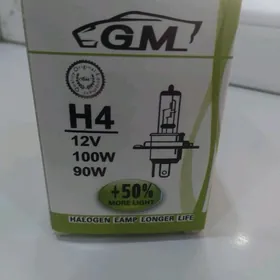 GM
H4
12V
100W
90W
+50%
MORE LIGHT
HALOGEN LAMP LONGER LIFE